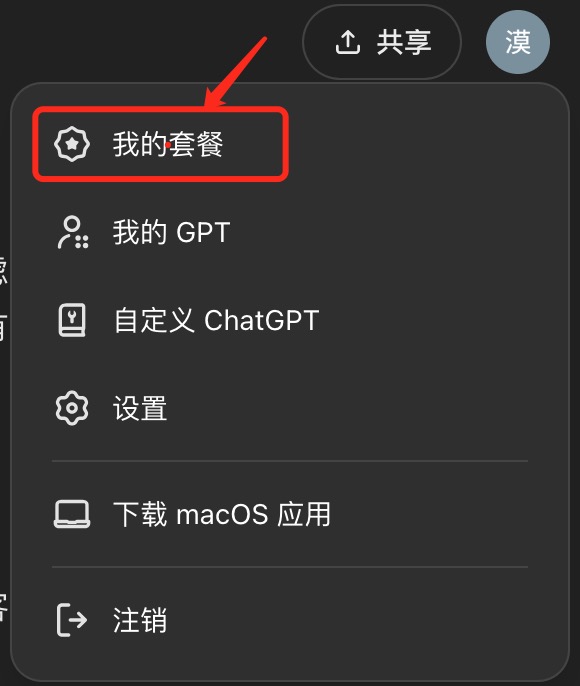 共享
漠
我的套餐
我的 GPT
自定义 ChatGPT
设置
下载 macOS 应用
注销